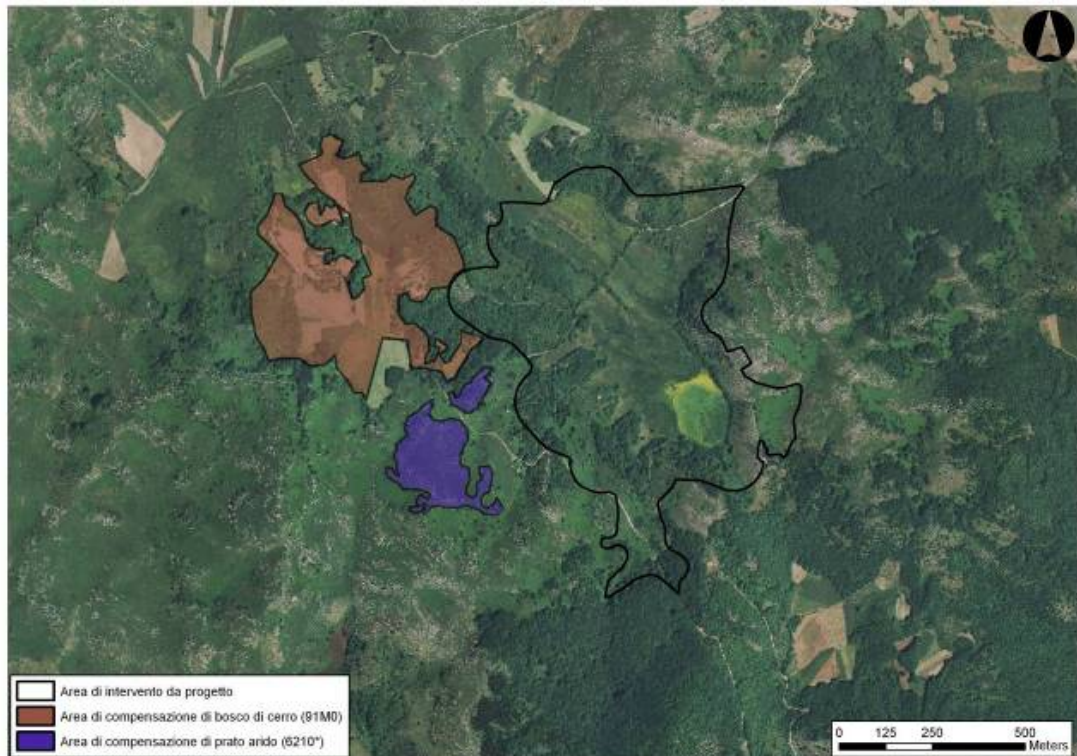 Area di intervento da progetto
Area di compensazione di bosco di cerro (91M0)
Area di compensazione di prato arido (6210*)
0 125 250 500
Meters